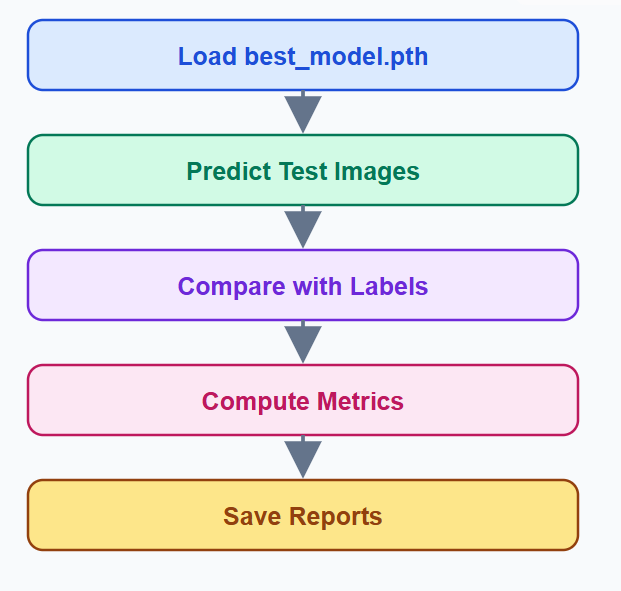 Load best_model.pth
Predict Test Images
Compare with Labels
Compute Metrics
Save Reports